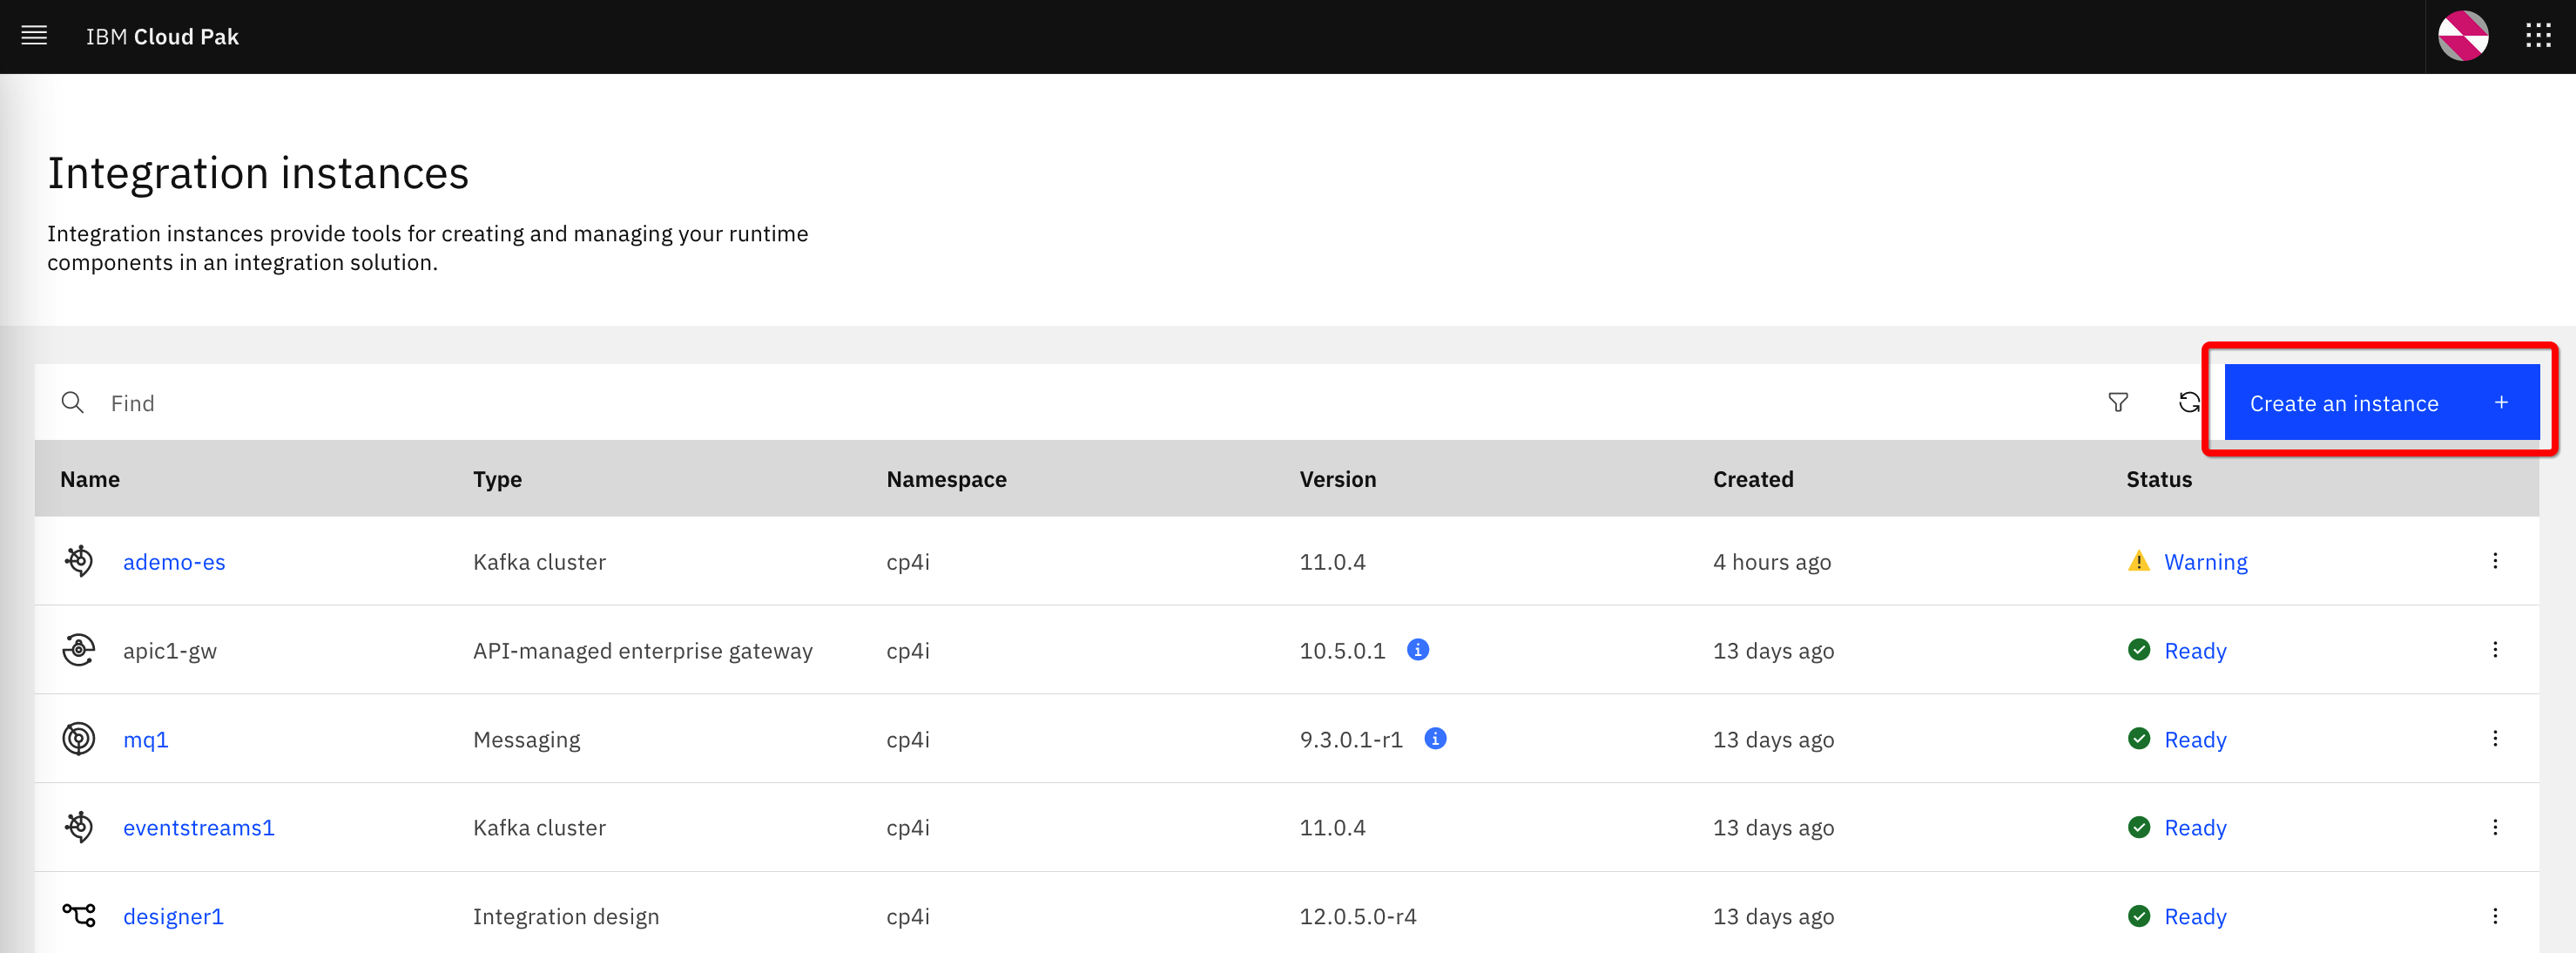 IBM Cloud Pak
Integration instances
Integration instances provide tools for creating and managing your runtime
components in an integration solution.
Find
Create an instance +
Name Type Namespace Version Created Status
ademo-es Kafka cluster cp4i 11.0.4 4 hours ago Warning
apic1-gw API-managed enterprise gateway cp4i 10.5.0.1 13 days ago Ready
mq1 Messaging cp4i 9.3.0.1-r1 13 days ago Ready
eventstreams1 Kafka cluster cp4i 11.0.4 13 days ago Ready
designer1 Integration design cp4i 12.0.5.0-r4 13 days ago Ready